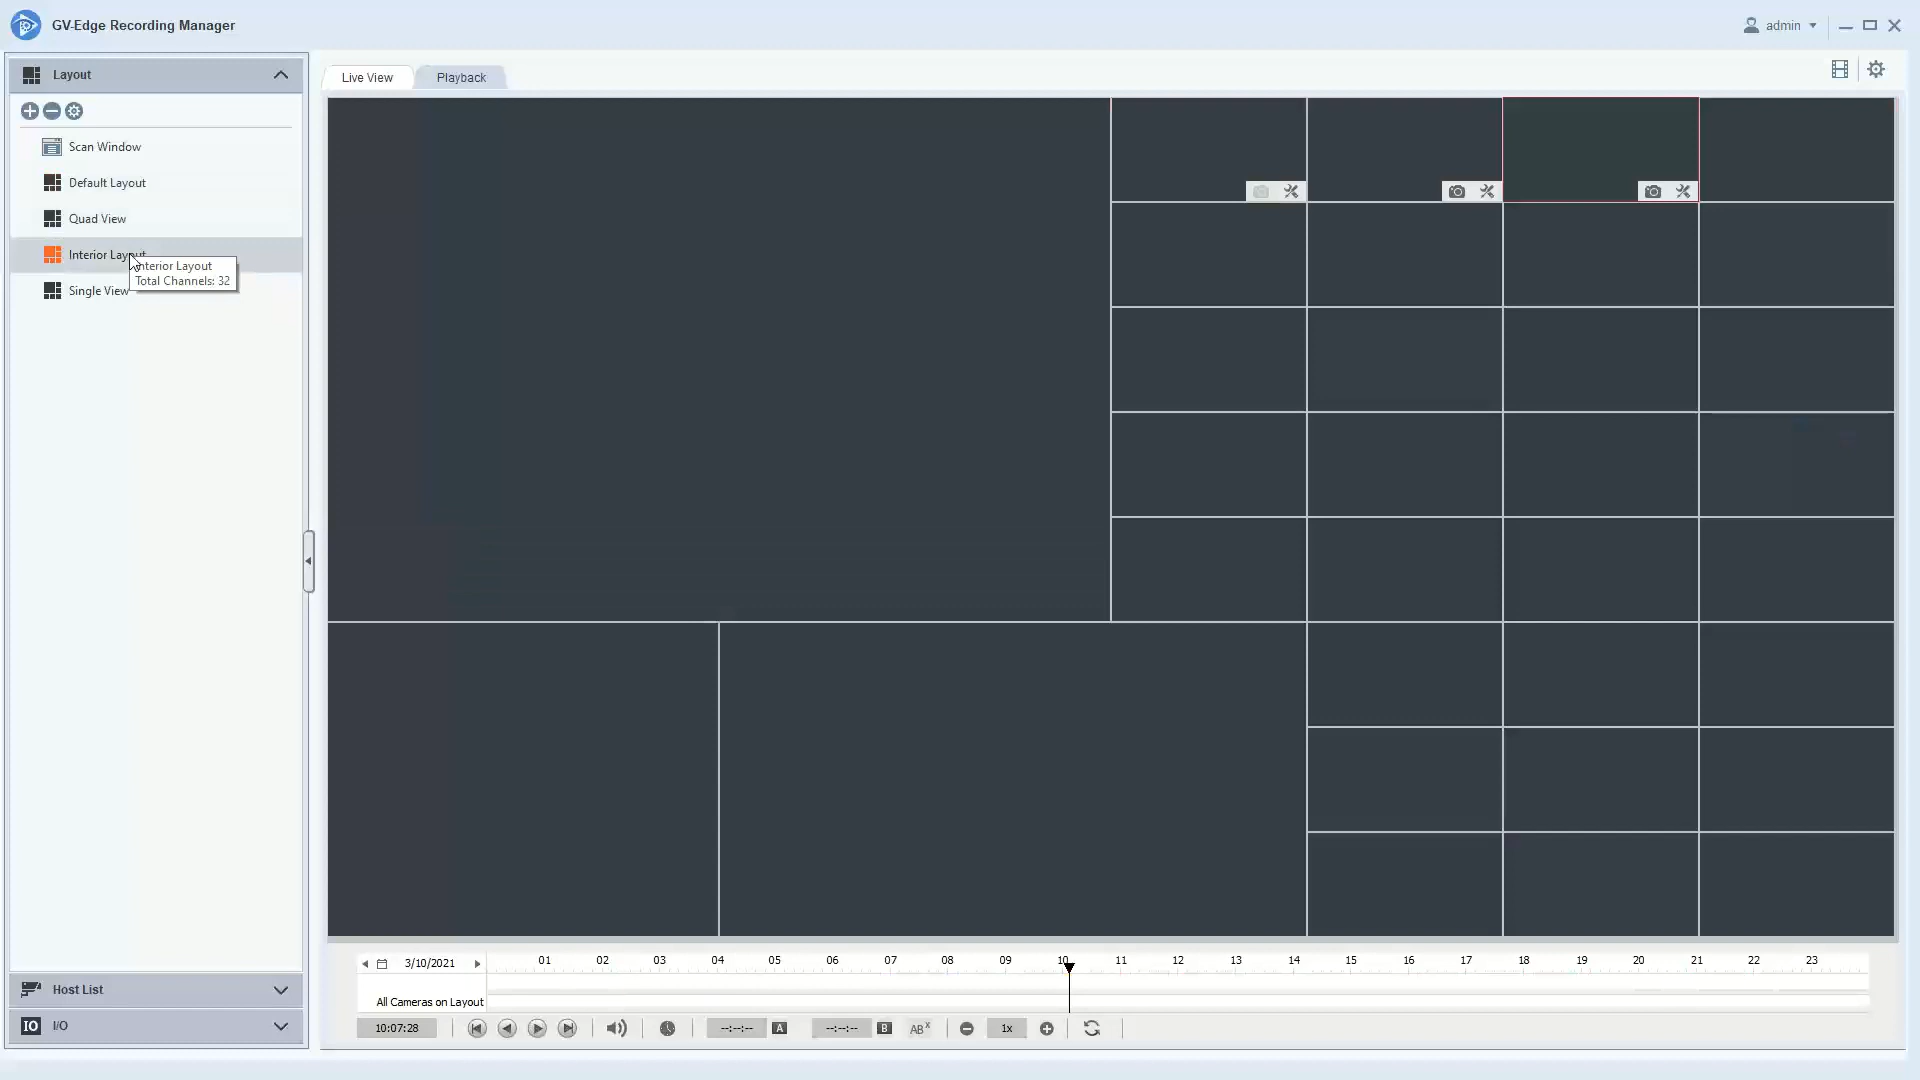 GV-Edge Recording Manager
admin
Layout
Live View
Playback
Scan Window
Default Layout
Quad View
Interior Layout
Interior Layout
Total Channels: 32
Single View
3/10/2021
01 02 03 04 05 06 07 08 09 10 11 12 13 14 15 16 17 18 19 20 21 22 23
All Cameras on Layout
Host List
IO I/O
10:07:28
--:--:-- A
--:--:-- B
ABx
1x